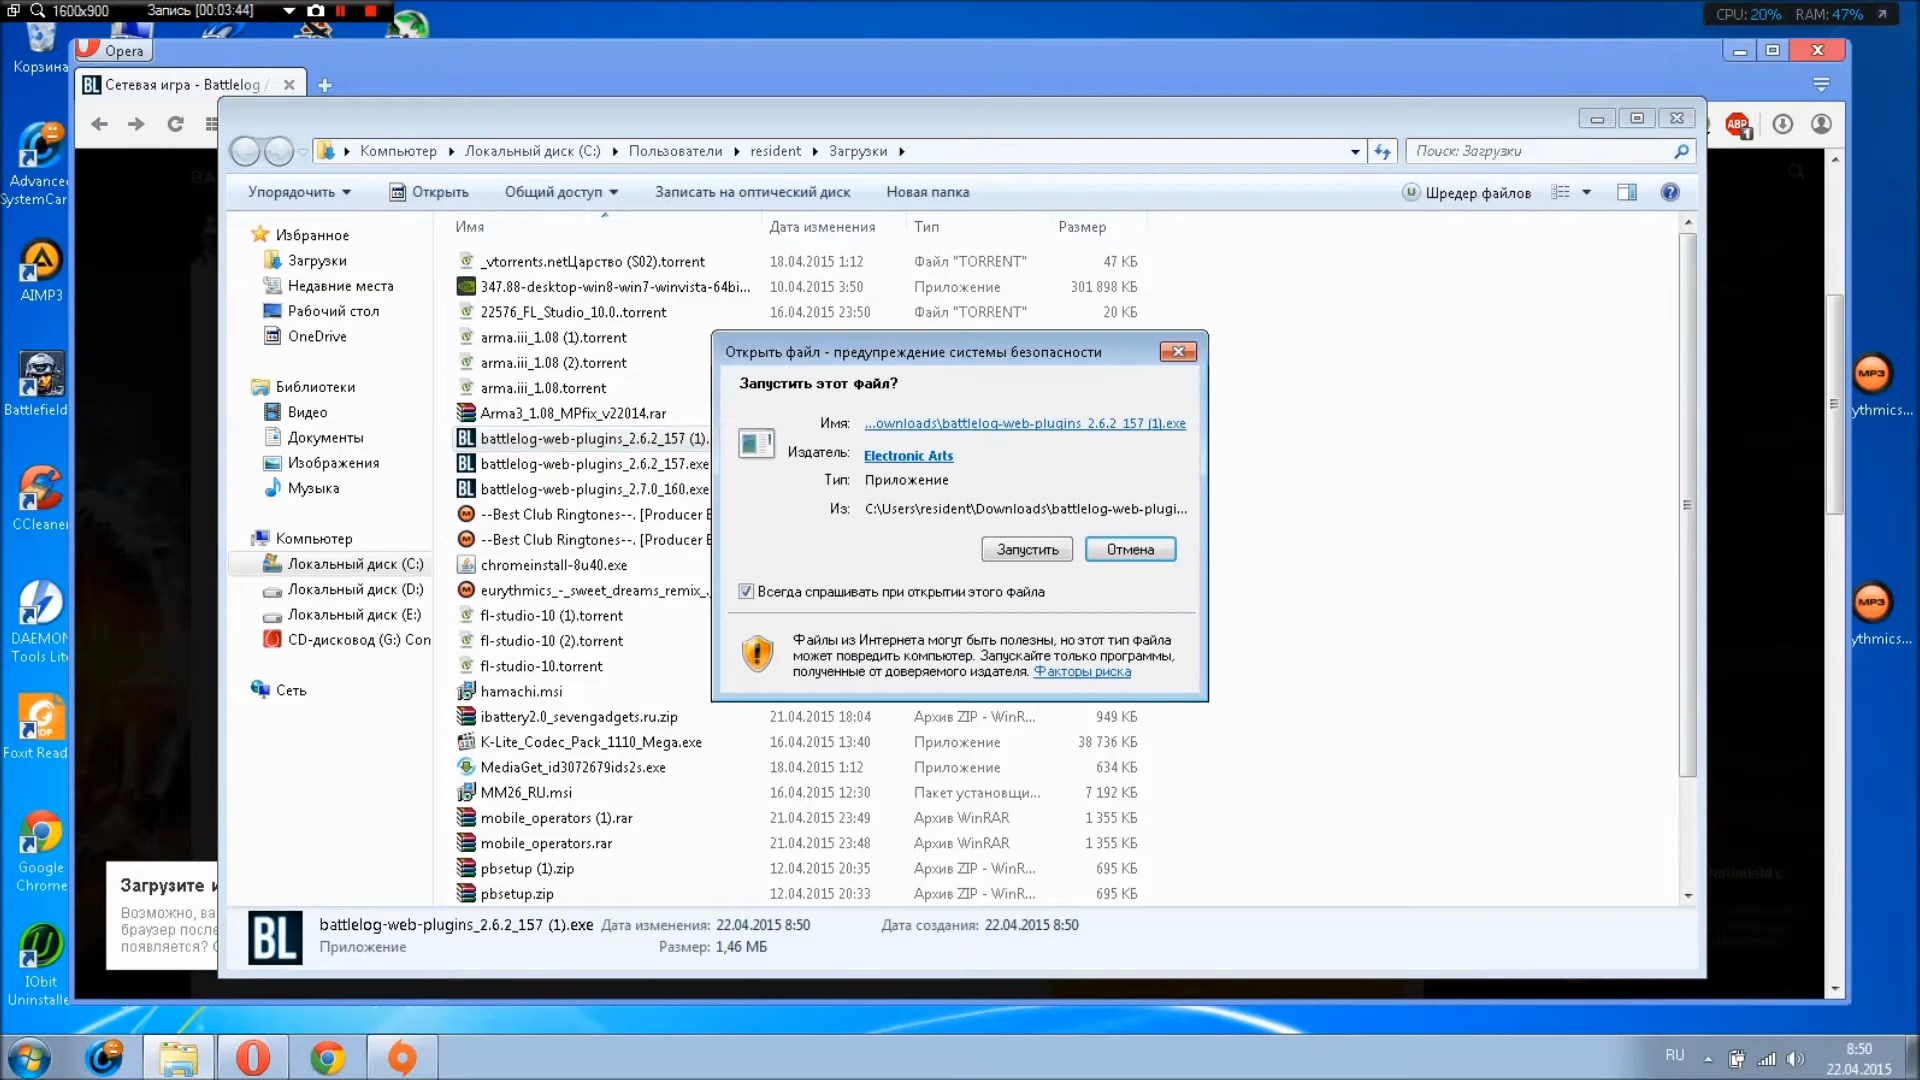 1600x900
Запись [00:03:44]
CPU: 20% RAM: 47%
Корзина
Opera
BL Сетевая игра - Battlelog /
ABP
1
Компьютер
Локальный диск (C:)
Пользователи
resident
Загрузки
Поиск: Загрузки
Упорядочить
Открыть
Общий доступ
Записать на оптический диск
Новая папка
Шредер файлов
Имя
Дата изменения
Тип
Размер
Избранное
Загрузки
Недавние места
Рабочий стол
OneDrive
Библиотеки
Видео
Документы
Изображения
Музыка
Компьютер
Локальный диск (C:)
Локальный диск (D:)
Локальный диск (E:)
CD-дисковод (G:) Con
Сеть
_vtorrents.netЦарство (S02).torrent 18.04.2015 1:12 Файл "TORRENT" 47 КБ
347.88-desktop-win8-win7-winvista-64bi... 10.04.2015 3:50 Приложение 301 898 КБ
22576_FL_Studio_10.0..torrent 16.04.2015 23:50 Файл "TORRENT" 20 КБ
arma.iii_1.08 (1).torrent
arma.iii_1.08 (2).torrent
arma.iii_1.08.torrent
Arma3_1.08_MPfix_v22014.rar
BL battlelog-web-plugins_2.6.2_157 (1).
BL battlelog-web-plugins_2.6.2_157.exe
BL battlelog-web-plugins_2.7.0_160.exe
--Best Club Ringtones--. [Producer
--Best Club Ringtones--. [Producer
chromeinstall-8u40.exe
eurythmics_-_sweet_dreams_remix_.
fl-studio-10 (1).torrent
fl-studio-10 (2).torrent
fl-studio-10.torrent
hamachi.msi
ibattery2.0_sevengadgets.ru.zip 21.04.2015 18:04 Архив ZIP - WinR... 949 КБ
K-Lite_Codec_Pack_1110_Mega.exe 16.04.2015 13:40 Приложение 38 736 КБ
MediaGet_id3072679ids2s.exe 18.04.2015 1:12 Приложение 634 КБ
MM26_RU.msi 16.04.2015 12:30 Пакет установщи... 7 192 КБ
mobile_operators (1).rar 21.04.2015 23:49 Архив WinRAR 1 355 КБ
mobile_operators.rar 21.04.2015 23:48 Архив WinRAR 1 355 КБ
pbsetup (1).zip 12.04.2015 20:35 Архив ZIP - WinR... 695 КБ
pbsetup.zip 12.04.2015 20:33 Архив ZIP - WinR... 695 КБ
Открыть файл - предупреждение системы безопасности
Запустить этот файл?
Имя: ...ownloads\battlelog-web-plugins_2.6.2_157 (1).exe
Издатель: Electronic Arts
Тип: Приложение
Из: C:\Users\resident\Downloads\battlelog-web-plugi...
Запустить
Отмена
Всегда спрашивать при открытии этого файла
Файлы из Интернета могут быть полезны, но этот тип файла
может повредить компьютер. Запускайте только программы,
полученные от доверяемого издателя. Факторы риска
BL
battlelog-web-plugins_2.6.2_157 (1).exe Дата изменения: 22.04.2015 8:50 Дата создания: 22.04.2015 8:50
Приложение Размер: 1,46 МБ
Загрузите и
Возможно, ва
браузер после
появляется?
Advanced
SystemCar
AIMP3
Battlefield
CCleaner
DAEMON
Tools Lite
Foxit Read
Google
Chrome
IObit
Uninstalle
MP3
ythmics...
MP3
ythmics...
RU
8:50
22.04.2015